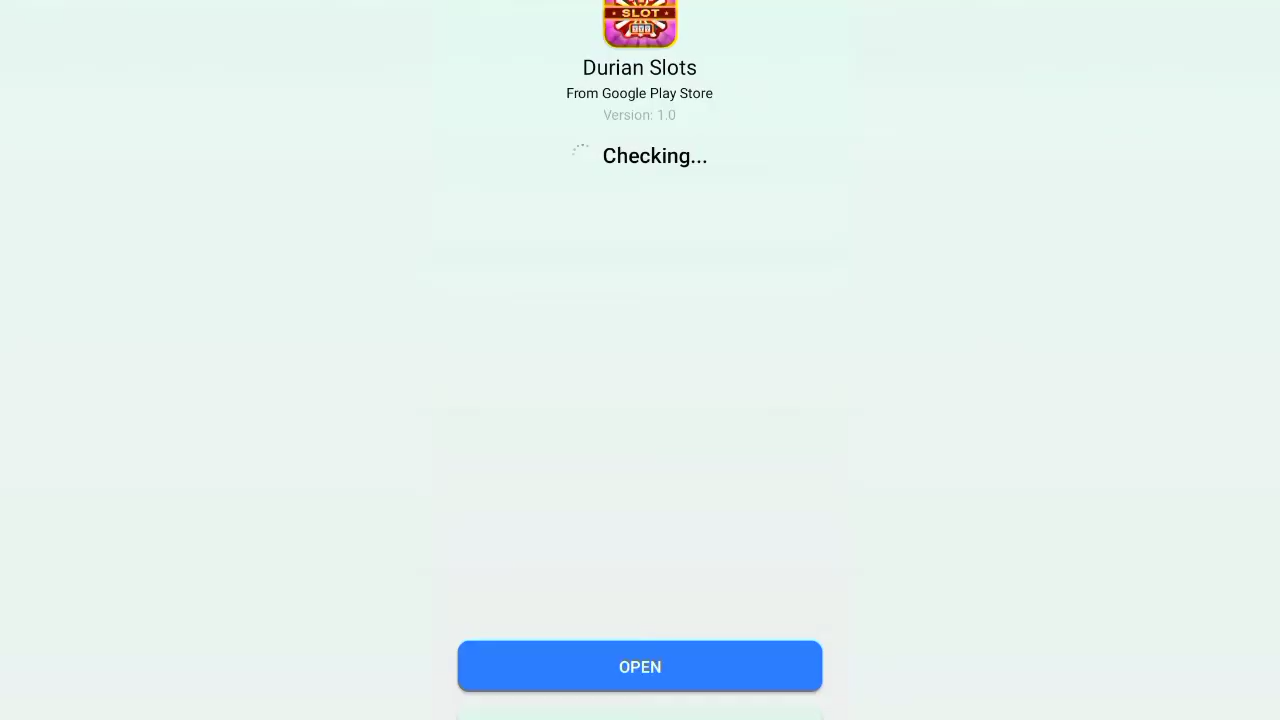 SLOT
Durian Slots
From Google Play Store
Version: 1.0
Checking...
OPEN